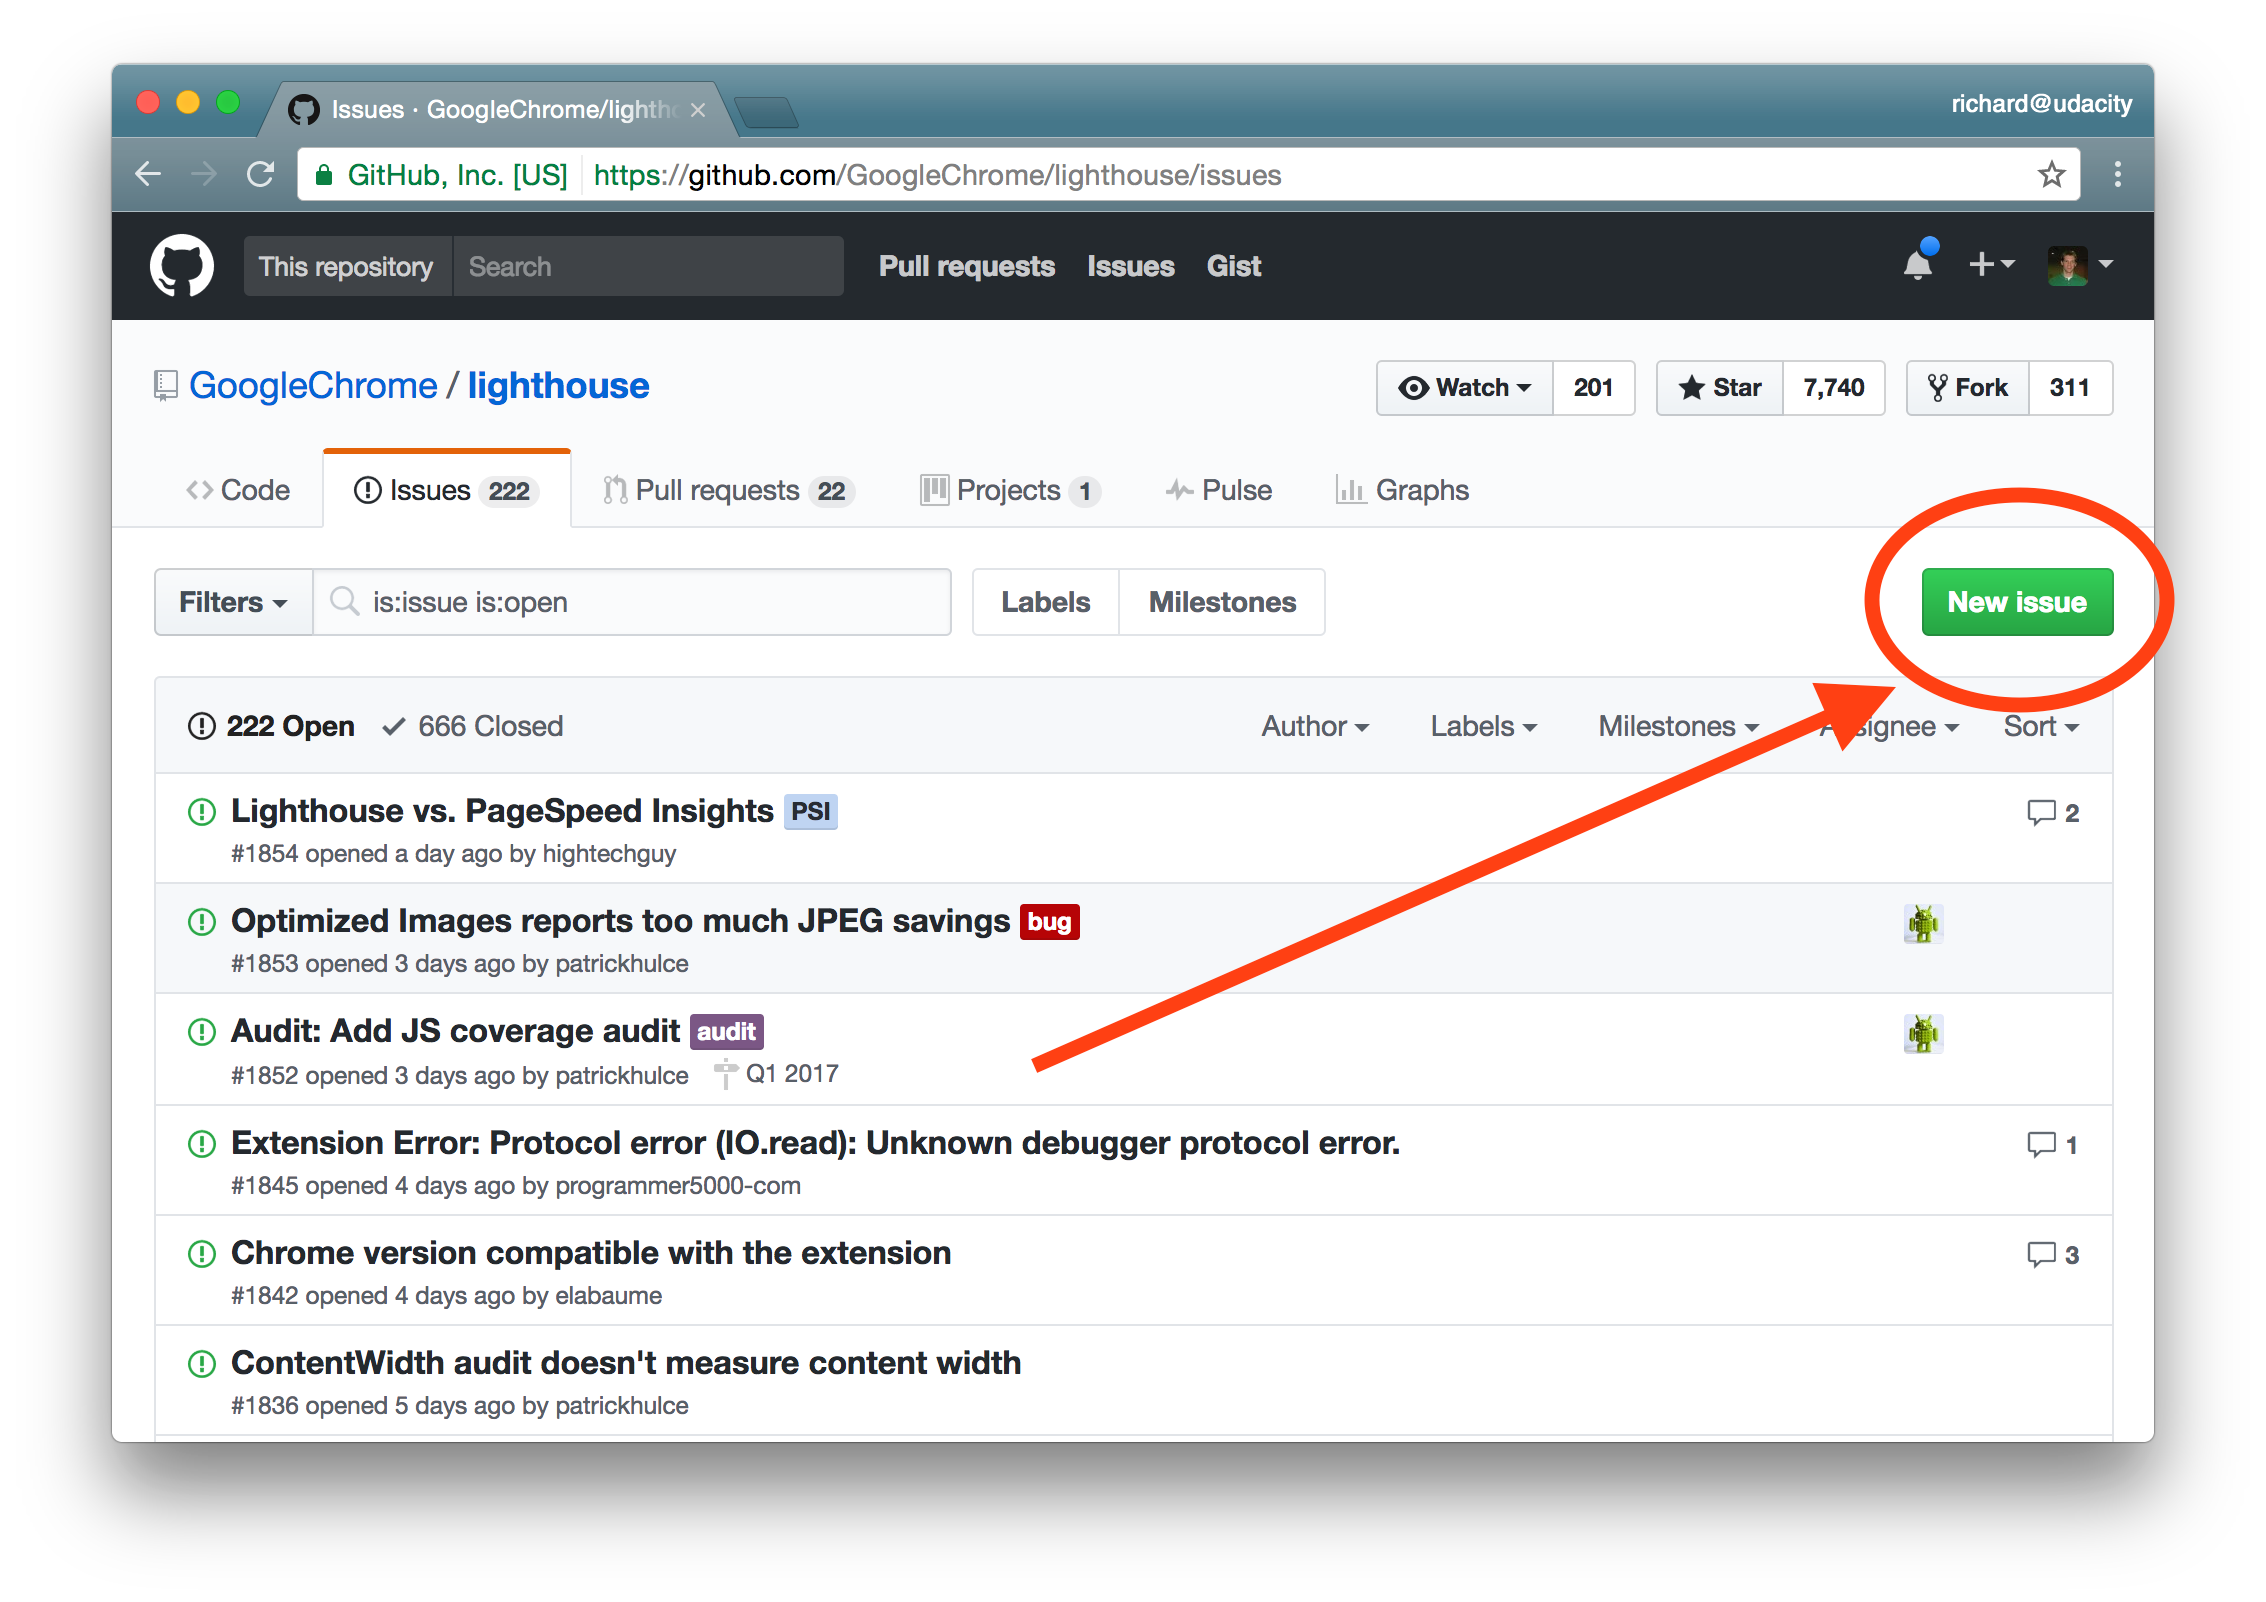 Issues · GoogleChrome/lightho
richard@udacity
GitHub, Inc. [US] https://github.com/GoogleChrome/lighthouse/issues
This repository Search Pull requests Issues Gist
GoogleChrome / lighthouse Watch 201 Star 7,740 Fork 311
Code Issues 222 Pull requests 22 Projects 1 Pulse Graphs
Filters is:issue is:open Labels Milestones New issue
222 Open 666 Closed Author Labels Milestones Assignee Sort
Lighthouse vs. PageSpeed Insights PSI 2
#1854 opened a day ago by hightechguy
Optimized Images reports too much JPEG savings bug
#1853 opened 3 days ago by patrickhulce
Audit: Add JS coverage audit audit
#1852 opened 3 days ago by patrickhulce Q1 2017
Extension Error: Protocol error (IO.read): Unknown debugger protocol error. 1
#1845 opened 4 days ago by programmer5000-com
Chrome version compatible with the extension 3
#1842 opened 4 days ago by elabaume
ContentWidth audit doesn't measure content width
#1836 opened 5 days ago by patrickhulce